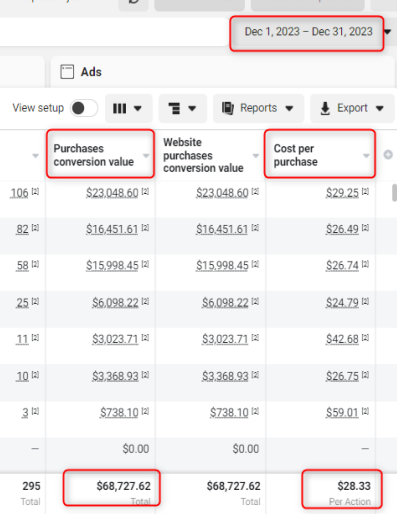 Dec 1, 2023 – Dec 31, 2023
Ads
View setup Reports Export
Purchases conversion value Website purchases conversion value Cost per purchase
106 [2] $23,048.60 [2] $23,048.60 [2] $29.25 [2]
82 [2] $16,451.61 [2] $16,451.61 [2] $26.49 [2]
58 [2] $15,998.45 [2] $15,998.45 [2] $26.74 [2]
25 [2] $6,098.22 [2] $6,098.22 [2] $24.79 [2]
11 [2] $3,023.71 [2] $3,023.71 [2] $42.68 [2]
10 [2] $3,368.93 [2] $3,368.93 [2] $26.75 [2]
3 [2] $738.10 [2] $738.10 [2] $59.01 [2]
— $0.00 $0.00 —
295 $68,727.62 $68,727.62 $28.33
Total Total Total Per Action